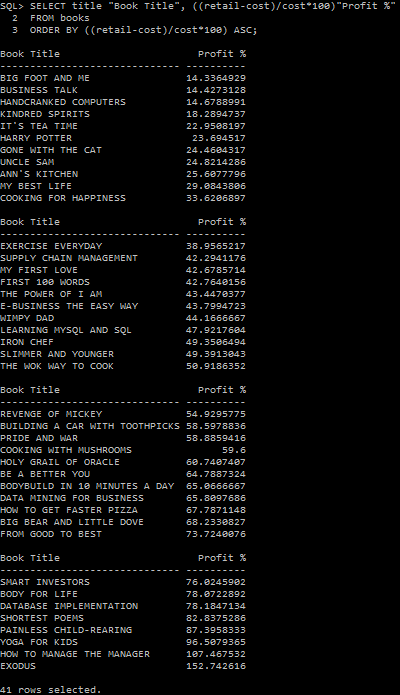 SQL> SELECT title "Book Title", ((retail-cost)/cost*100)"Profit %"
  2  FROM books
  3  ORDER BY ((retail-cost)/cost*100) ASC;

Book Title                       Profit %
------------------------------ ----------
BIG FOOT AND ME                14.3364929
BUSINESS TALK                  14.4273128
HANDCRANKED COMPUTERS          14.6788991
KINDRED SPIRITS                18.2894737
IT'S TEA TIME                  22.9508197
HARRY POTTER                    23.694517
GONE WITH THE CAT              24.4604317
UNCLE SAM                      24.8214286
ANN'S KITCHEN                  25.6077796
MY BEST LIFE                   29.0843806
COOKING FOR HAPPINESS          33.6206897

Book Title                       Profit %
------------------------------ ----------
EXERCISE EVERYDAY              38.9565217
SUPPLY CHAIN MANAGEMENT        42.2941176
MY FIRST LOVE                  42.6785714
FIRST 100 WORDS                42.7640156
THE POWER OF I AM              43.4470377
E-BUSINESS THE EASY WAY        43.7994723
WIMPY DAD                      44.1666667
LEARNING MYSQL AND SQL         47.9217604
IRON CHEF                      49.3506494
SLIMMER AND YOUNGER            49.3913043
THE WOK WAY TO COOK            50.9186352

Book Title                       Profit %
------------------------------ ----------
REVENGE OF MICKEY              54.9295775
BUILDING A CAR WITH TOOTHPICKS 58.5978836
PRIDE AND WAR                  58.8859416
COOKING WITH MUSHROOMS               59.6
HOLY GRAIL OF ORACLE           60.7407407
BE A BETTER YOU                64.7887324
BODYBUILD IN 10 MINUTES A DAY  65.0666667
DATA MINING FOR BUSINESS       65.8097686
HOW TO GET FASTER PIZZA        67.7871148
BIG BEAR AND LITTLE DOVE       68.2330827
FROM GOOD TO BEST              73.7240076

Book Title                       Profit %
------------------------------ ----------
SMART INVESTORS                76.0245902
BODY FOR LIFE                  78.0722892
DATABASE IMPLEMENTATION        78.1847134
SHORTEST POEMS                 82.8375286
PAINLESS CHILD-REARING         87.3958333
YOGA FOR KIDS                  96.5079365
HOW TO MANAGE THE MANAGER      107.467532
EXODUS                         152.742616

41 rows selected.